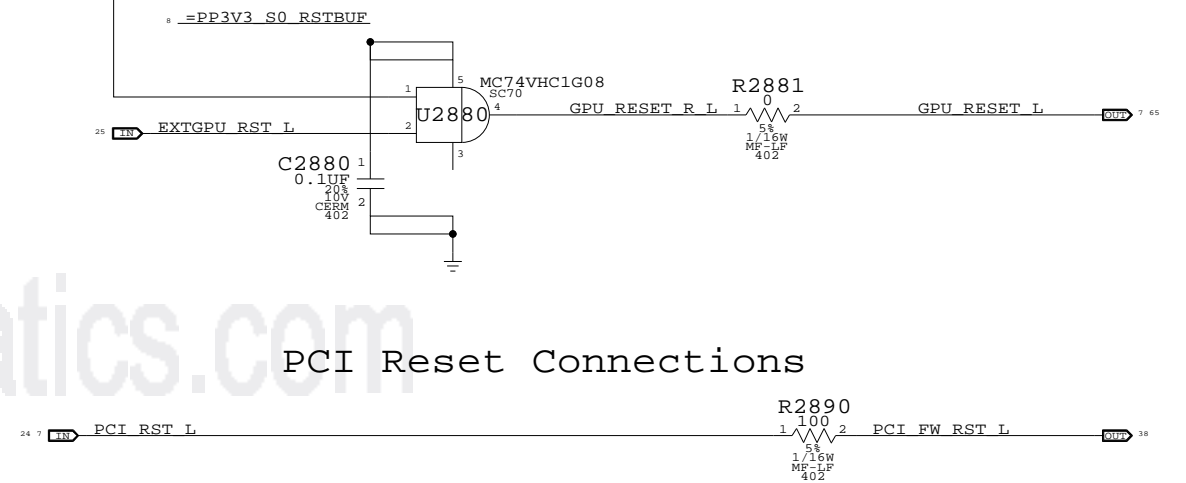 8 =PP3V3_S0_RSTBUF
5 MC74VHC1G08
SC70
1
U2880
4 GPU_RESET_R_L
R2881
0
1 2
5%
1/16W
MF-LF
402
GPU_RESET_L
OUT 7 65
25 IN EXTGPU_RST_L 2
3
C2880 1
0.1UF
20%
10V
CERM 2
402
atics.com
PCI Reset Connections
24 7 IN PCI_RST_L
R2890
100
1 2
5%
1/16W
MF-LF
402
PCI_FW_RST_L
OUT 38